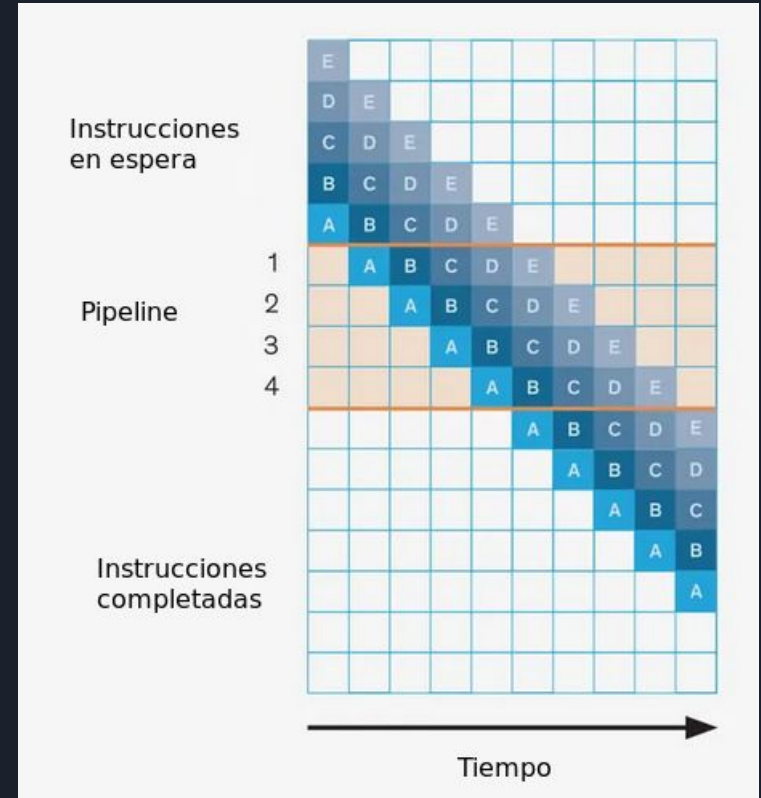 E
D E
Instrucciones
en espera
C D E
B C D E
A B C D E
1 A B C D E
Pipeline
2 A B C D E
3 A B C D E
4 A B C D E
A B C D E
A B C D
A B C
Instrucciones
completadas
A B
A
Tiempo